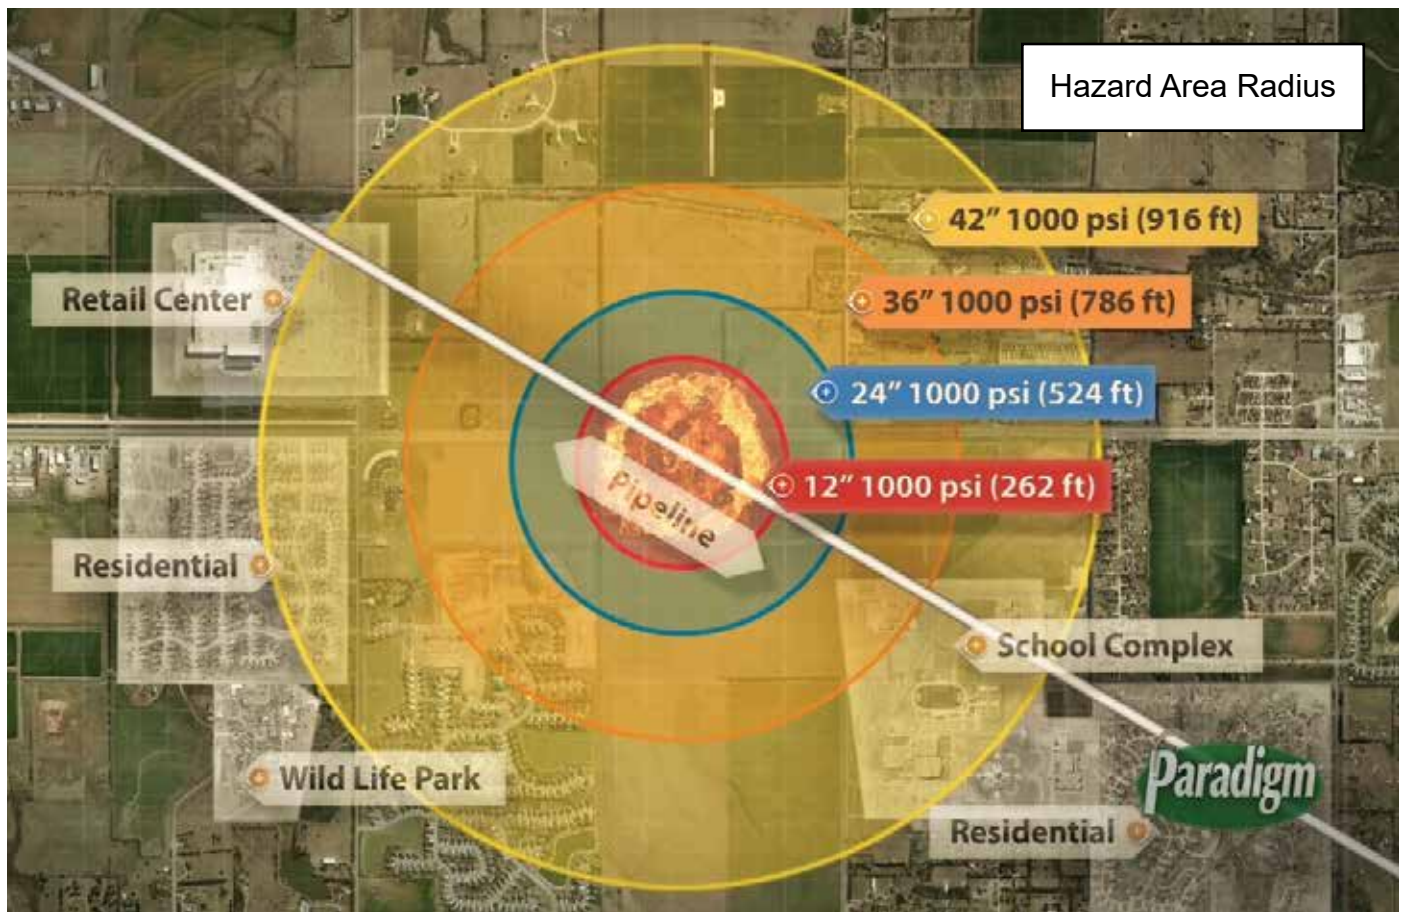 Hazard Area Radius
42” 1000 psi (916 ft)
Retail Center
36” 1000 psi (786 ft)
24” 1000 psi (524 ft)
12” 1000 psi (262 ft)
Pipeline
Residential
School Complex
Wild Life Park
Paradigm
Residential